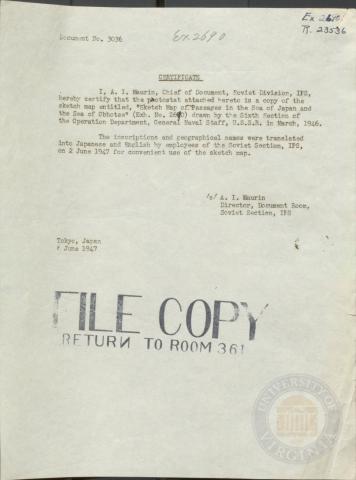 Ex 2690
R. 23536
Document No. 3036
Ex. 2690
CERTIFICATE
I, A. I. Maurin, Chief of Document, Soviet Division, IPS,
hereby certify that the photostat attached hereto is a copy of the
sketch map entitled, "Sketch Map of Passages in the Sea of Japan and
the Sea of Okhotsk" (Exh. No. 2690) drawn by the Sixth Section of
the Operation Department, General Naval Staff, U.S.S.R. in March, 1946.
The inscriptions and geographical names were translated
into Japanese and English by employees of the Soviet Section, IPS,
on 2 June 1947 for convenient use of the sketch map.
/s/ A. I. Maurin
Director, Document Room,
Soviet Section, IPS
Tokyo, Japan
June 1947
FILE COPY
RETURN TO ROOM 361
UNIVERSITY OF
VIRGINIA